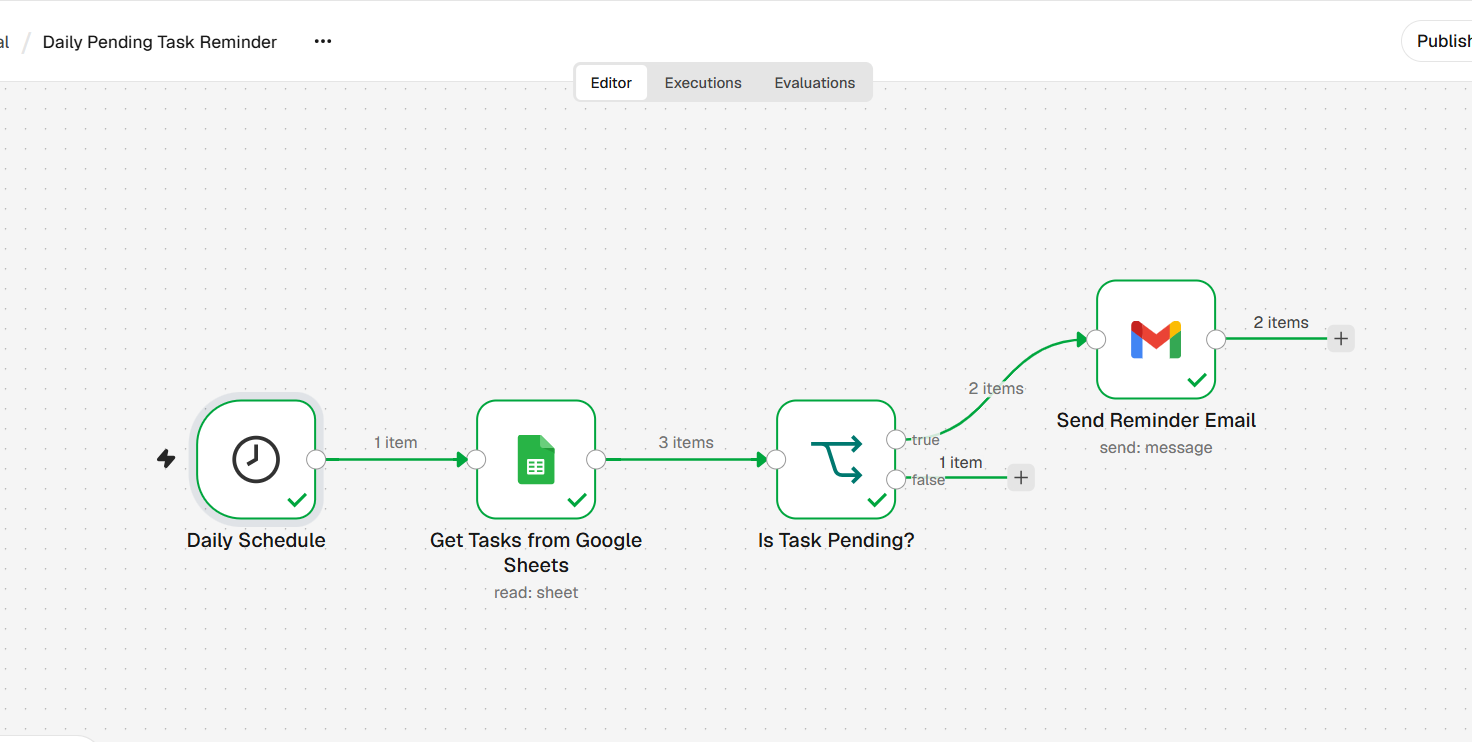 al / Daily Pending Task Reminder ...
Publish
Editor Executions Evaluations
2 items
2 items
Send Reminder Email
send: message
1 item
3 items
true
1 item
false
Daily Schedule
Get Tasks from Google
Sheets
read: sheet
Is Task Pending?